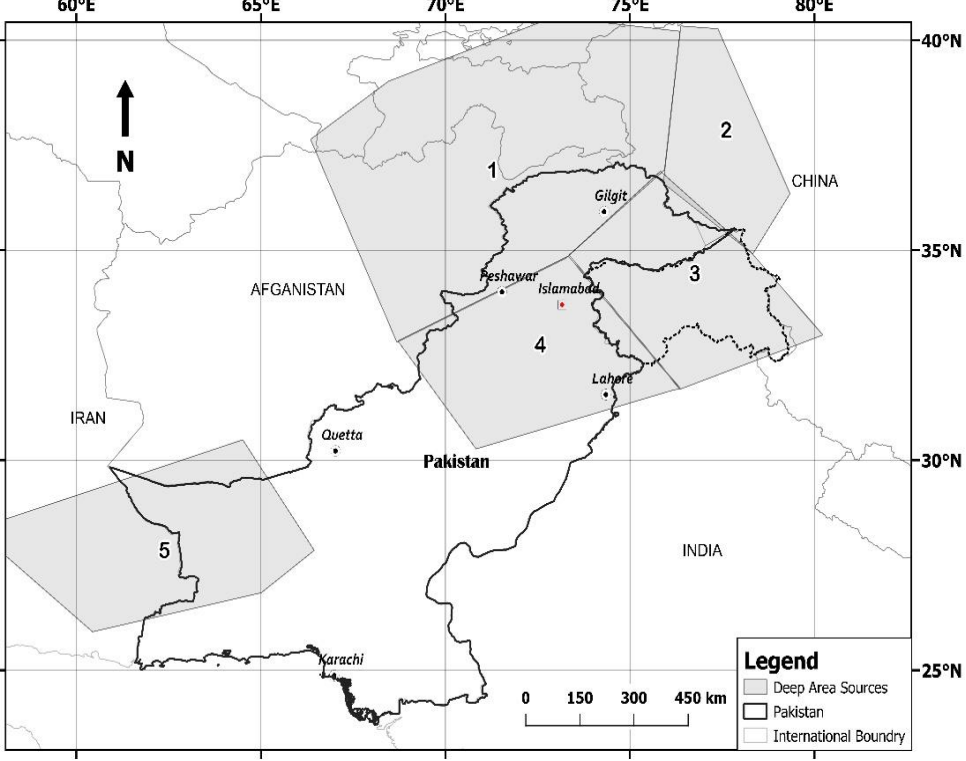 60°E 65°E 70°E 75°E 80°E
40°N
2
N
1
CHINA
Gilgit
35°N
3
Peshawar
AFGANISTAN
Islamabad
4
Lahore
IRAN
Quetta
Pakistan
30°N
5
INDIA
Karachi
Legend
25°N
0 150 300 450 km
Deep Area Sources
Pakistan
International Boundry